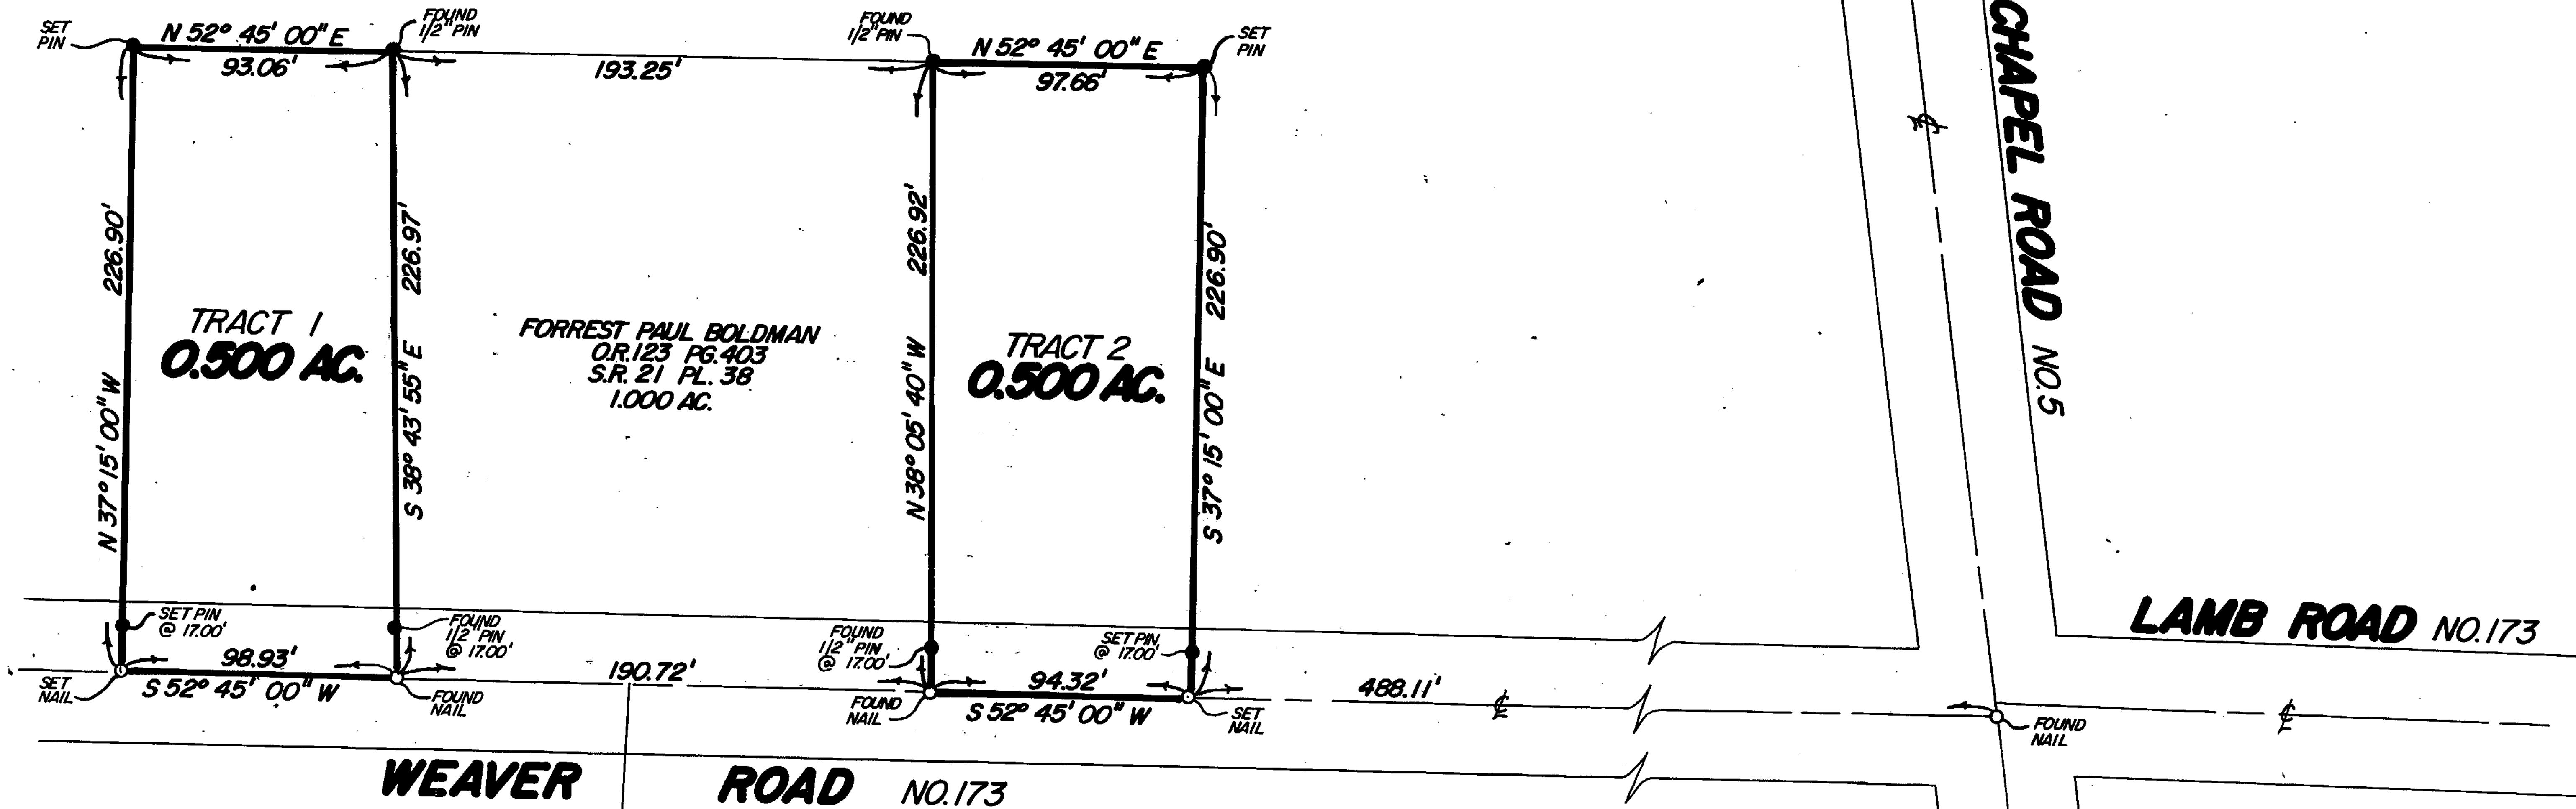 SET
PIN
N 52° 45' 00" E
93.06'
FOUND
1/2" PIN
193.25'
FOUND
1/2" PIN
N 52° 45' 00" E
97.66'
SET
PIN
CHAPEL ROAD NO.5
N 37° 15' 00" W 226.90'
TRACT 1
0.500 AC.
S 38° 43' 55" E 226.97'
FORREST PAUL BOLDMAN
O.R.123 PG.403
S.R. 21 PL. 38
1.000 AC.
N 38° 05' 40" W 226.92'
TRACT 2
0.500 AC.
S 37° 15' 00" E 226.90'
SET PIN
@ 17.00'
FOUND
1/2" PIN
@ 17.00'
FOUND
1/2" PIN
@ 17.00'
SET PIN
@ 17.00'
LAMB ROAD NO.173
SET
NAIL
98.93'
S 52° 45' 00" W
FOUND
NAIL
190.72'
FOUND
NAIL
94.32'
S 52° 45' 00" W
SET
NAIL
488.11'
FOUND
NAIL
WEAVER ROAD NO.173